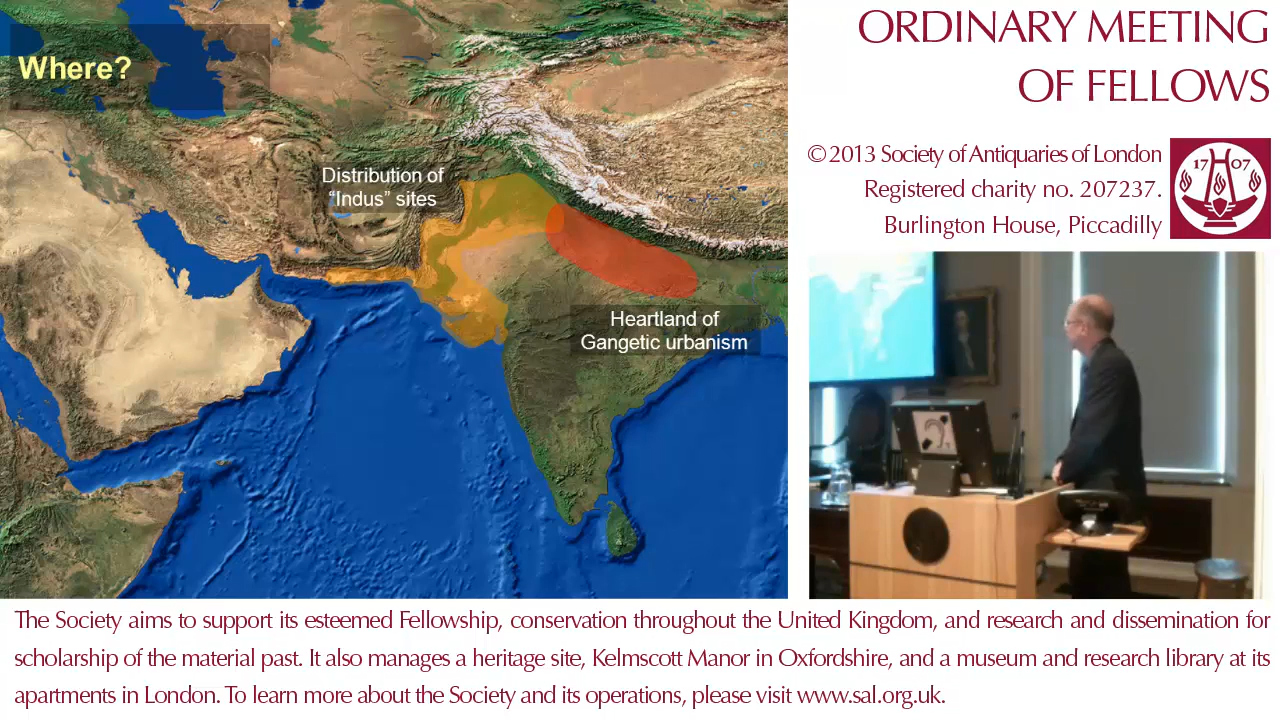 Where?
Distribution of
“Indus” sites
Heartland of
Gangetic urbanism
ORDINARY MEETING
OF FELLOWS
©2013 Society of Antiquaries of London
Registered charity no. 207237.
Burlington House, Piccadilly
17 07
The Society aims to support its esteemed Fellowship, conservation throughout the United Kingdom, and research and dissemination for
scholarship of the material past. It also manages a heritage site, Kelmscott Manor in Oxfordshire, and a museum and research library at its
apartments in London. To learn more about the Society and its operations, please visit www.sal.org.uk.